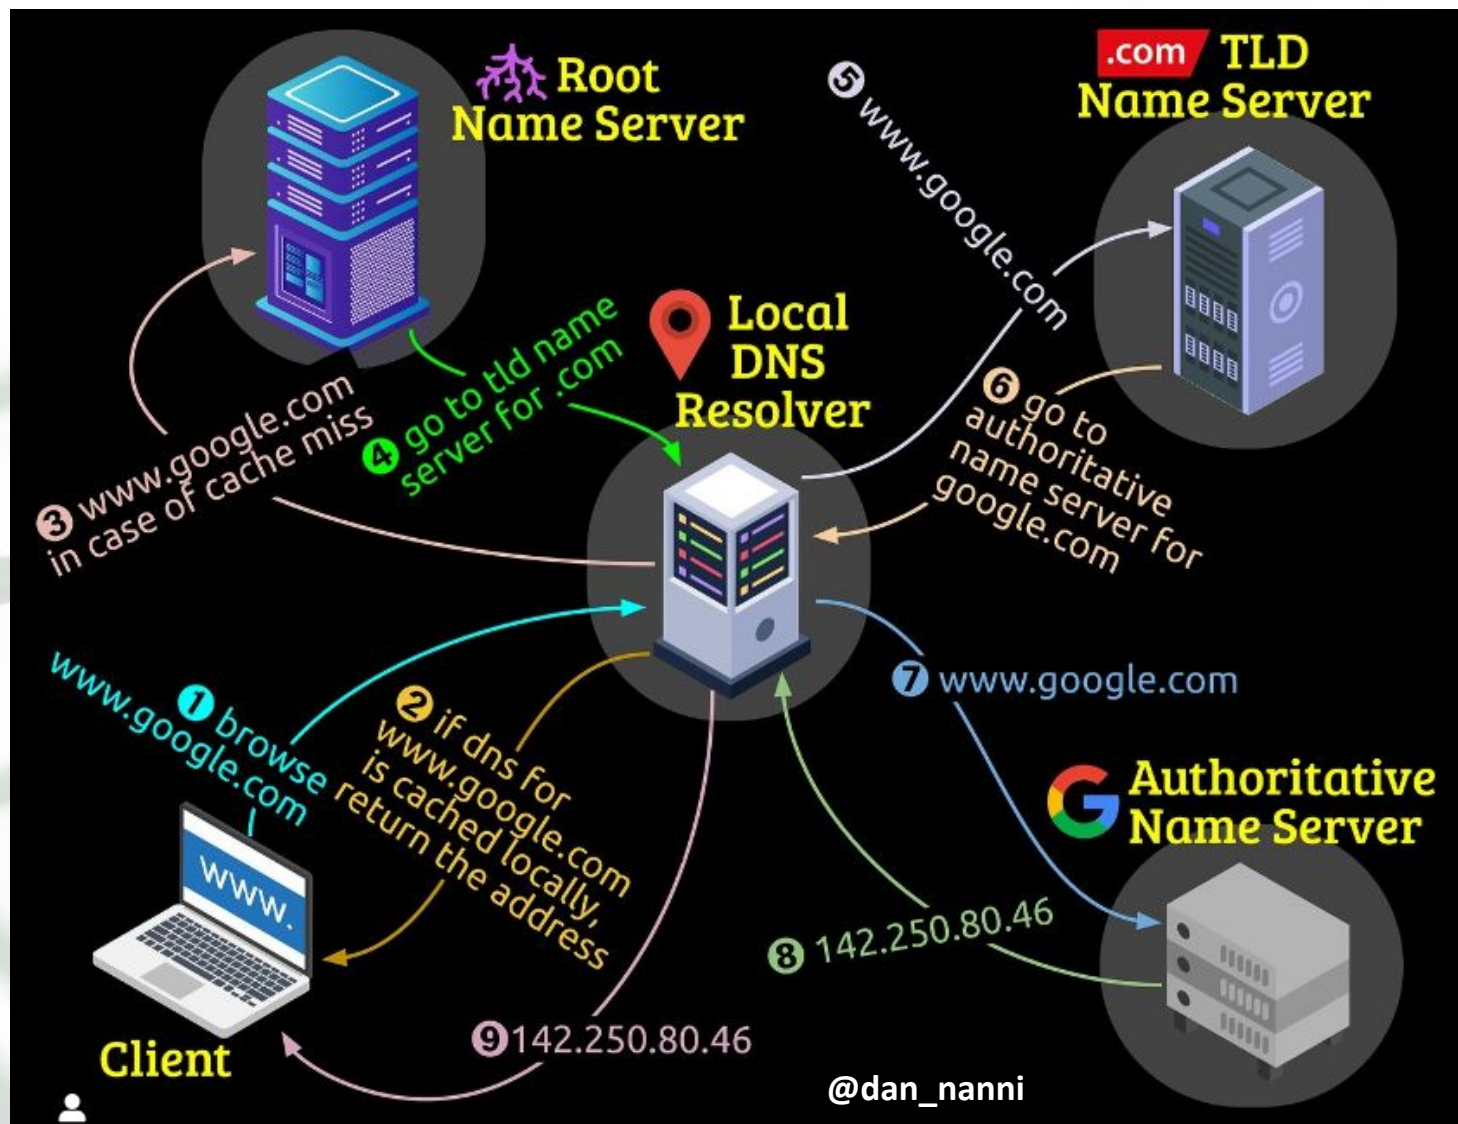 Root
Name Server
.com TLD
Name Server
5 www.google.com
Local
DNS
Resolver
4 go to tld name
server for .com
3 www.google.com
in case of cache miss
6 go to
authoritative
name server for
google.com
1 browse
www.google.com
2 if dns for
www.google.com
is cached locally,
return the address
7 www.google.com
G Authoritative
Name Server
www.
8 142.250.80.46
9 142.250.80.46
Client
@dan_nanni